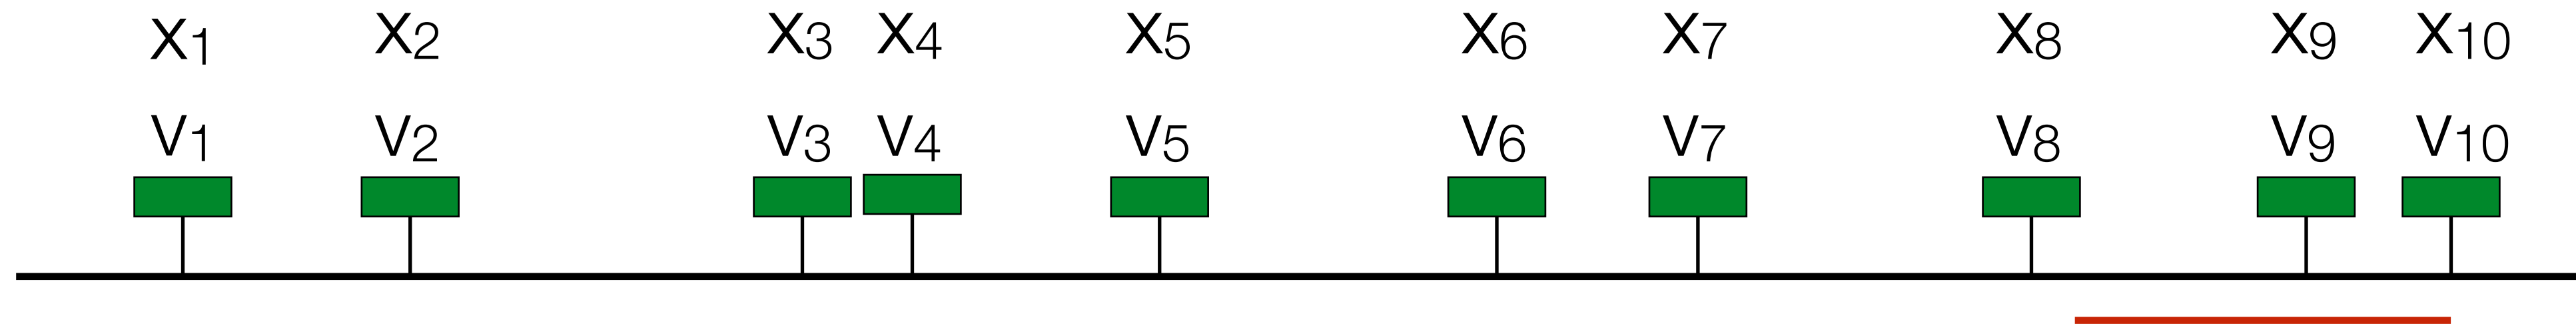 X1 X2 X3 X4 X5 X6 X7 X8 X9 X10
V1 V2 V3 V4 V5 V6 V7 V8 V9 V10